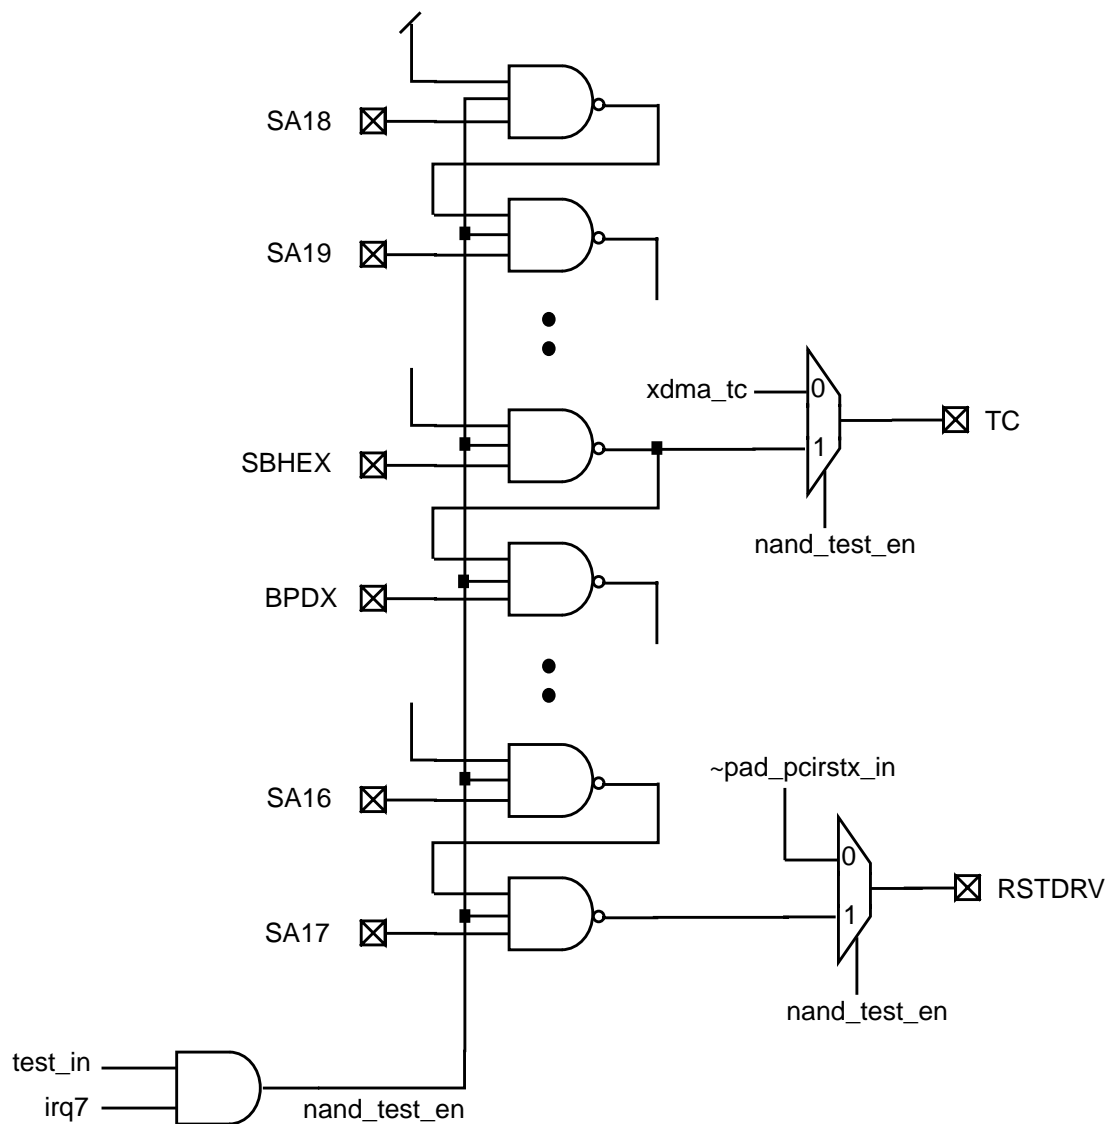 SA18
SA19
xdma_tc
0
TC
1
SBHEX
nand_test_en
BPDX
~pad_pcirstx_in
SA16
0
RSTDRV
1
SA17
nand_test_en
test_in
irq7
nand_test_en